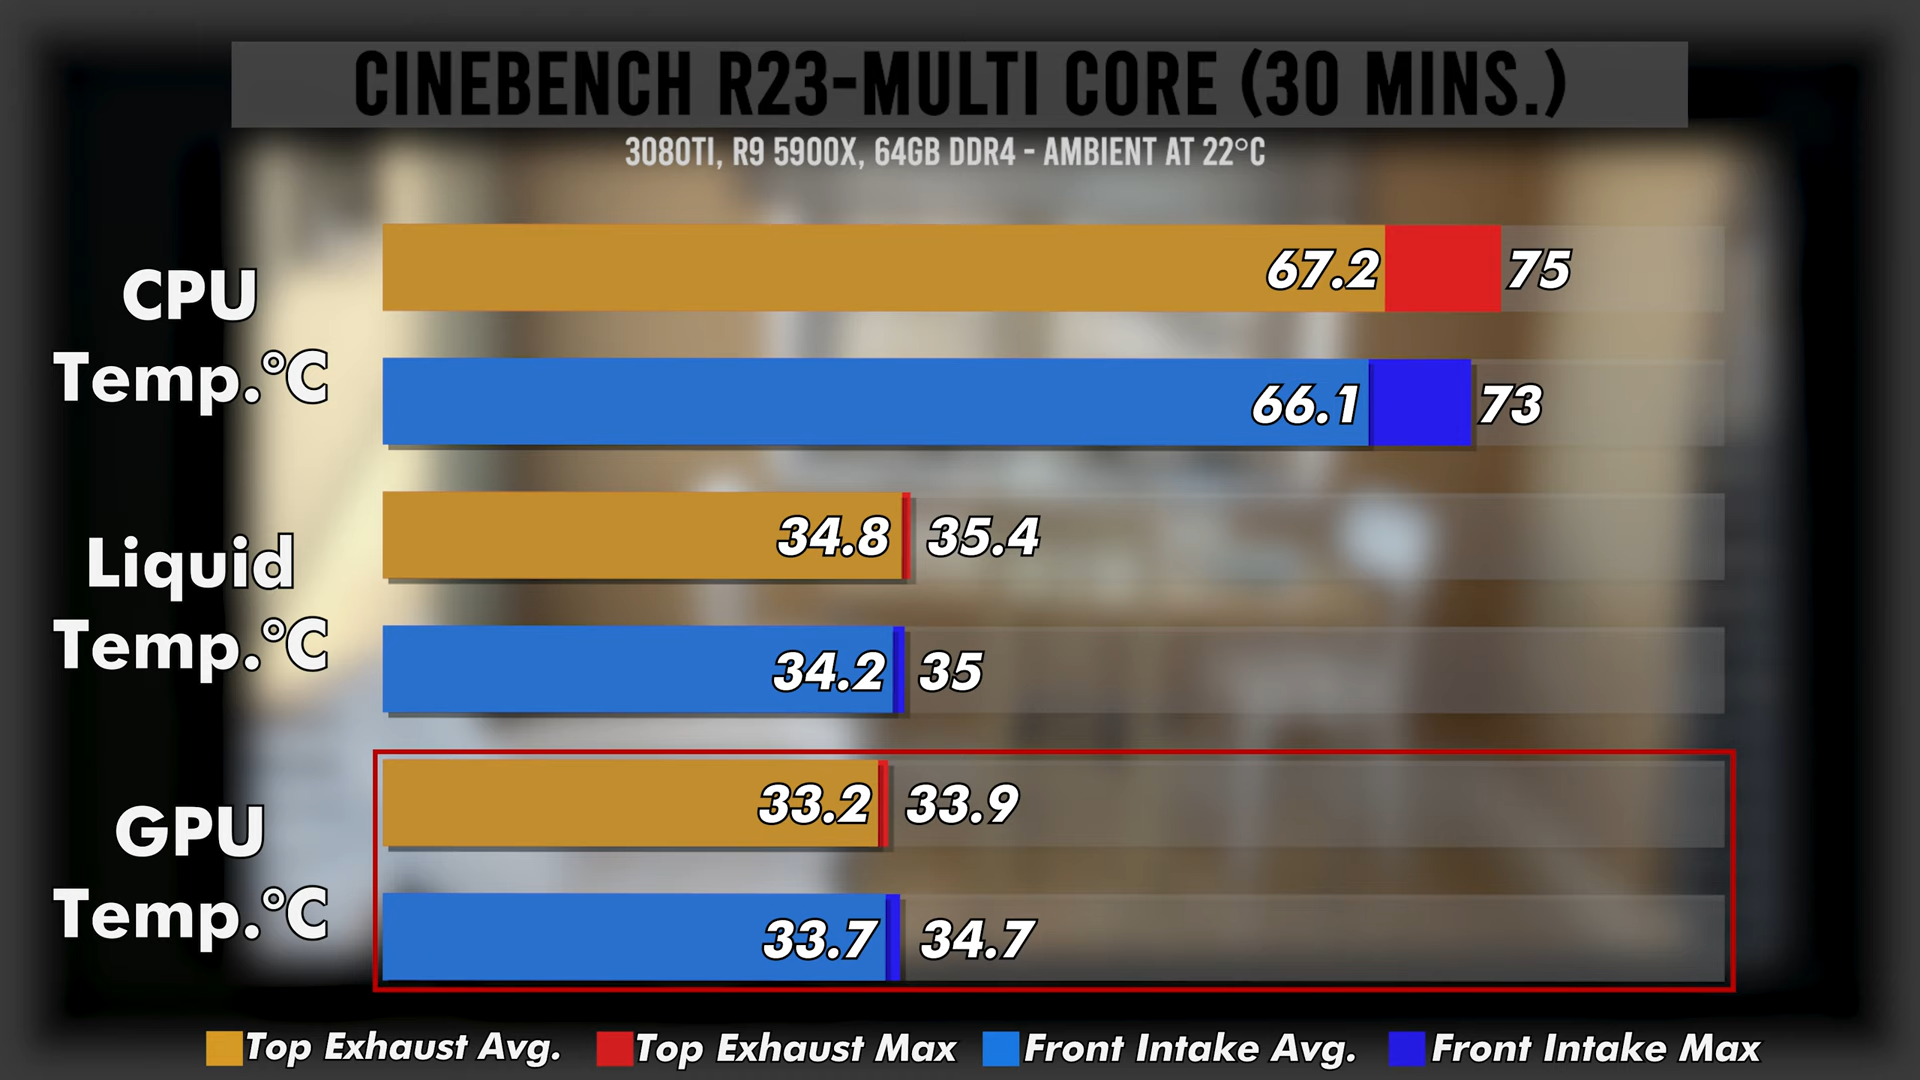 CINEBENCH R23-MULTI CORE (30 MINS.)
3080TI, R9 5900X, 64GB DDR4 - AMBIENT AT 22°C
CPU
Temp.°C
67.2 75
66.1 73
Liquid
Temp.°C
34.8 35.4
34.2 35
GPU
Temp.°C
33.2 33.9
33.7 34.7
Top Exhaust Avg. Top Exhaust Max Front Intake Avg. Front Intake Max